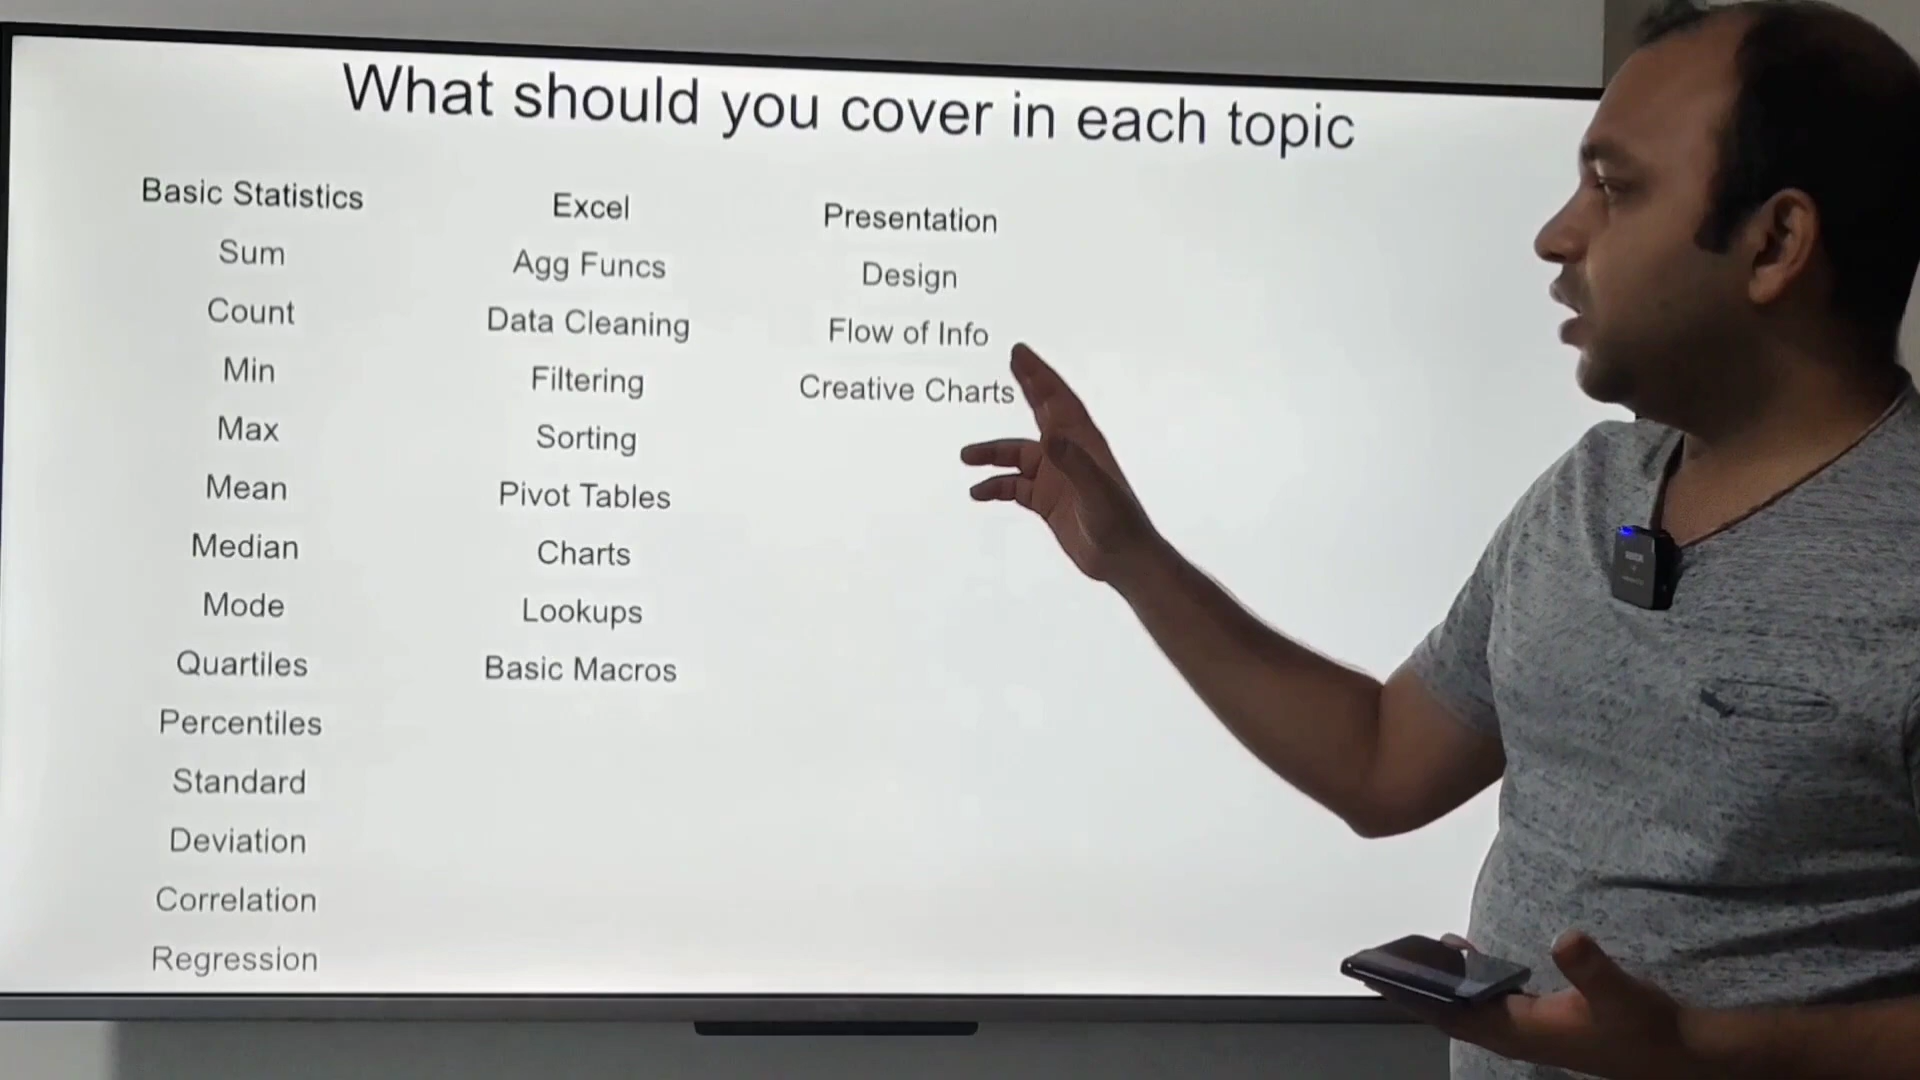 What should you cover in each topic
Basic Statistics
Sum
Count
Min
Max
Mean
Median
Mode
Quartiles
Percentiles
Standard
Deviation
Correlation
Regression
Excel
Agg Funcs
Data Cleaning
Filtering
Sorting
Pivot Tables
Charts
Lookups
Basic Macros
Presentation
Design
Flow of Info
Creative Charts